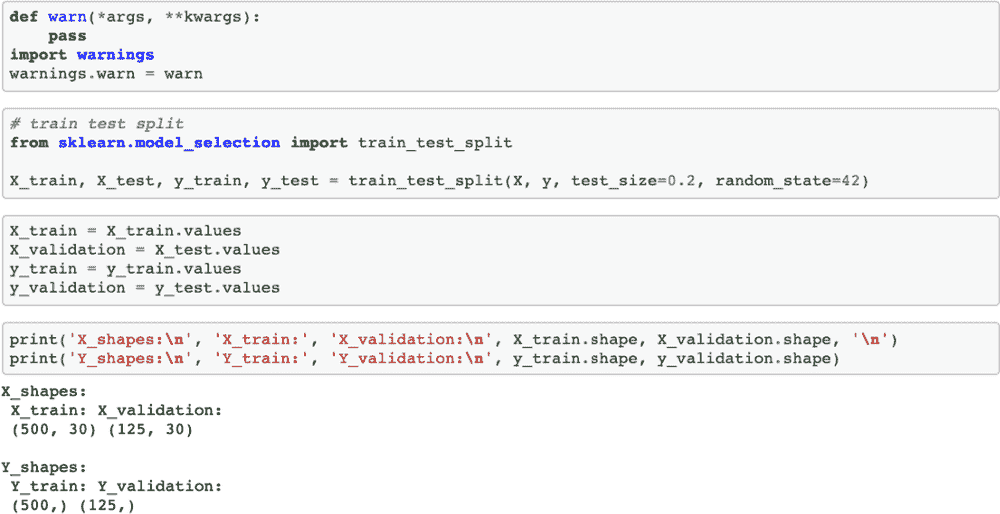 def warn(*args, **kwargs):
    pass
import warnings
warnings.warn = warn
# train test split
from sklearn.model_selection import train_test_split
X_train, X_test, y_train, y_test = train_test_split(X, y, test_size=0.2, random_state=42)
X_train = X_train.values
X_validation = X_test.values
y_train = y_train.values
y_validation = y_test.values
print('X_shapes:\n', 'X_train:', 'X_validation:\n', X_train.shape, X_validation.shape, '\n')
print('Y_shapes:\n', 'Y_train:', 'Y_validation:\n', y_train.shape, y_validation.shape)
X_shapes:
 X_train: X_validation:
 (500, 30) (125, 30)
Y_shapes:
 Y_train: Y_validation:
 (500,) (125,)